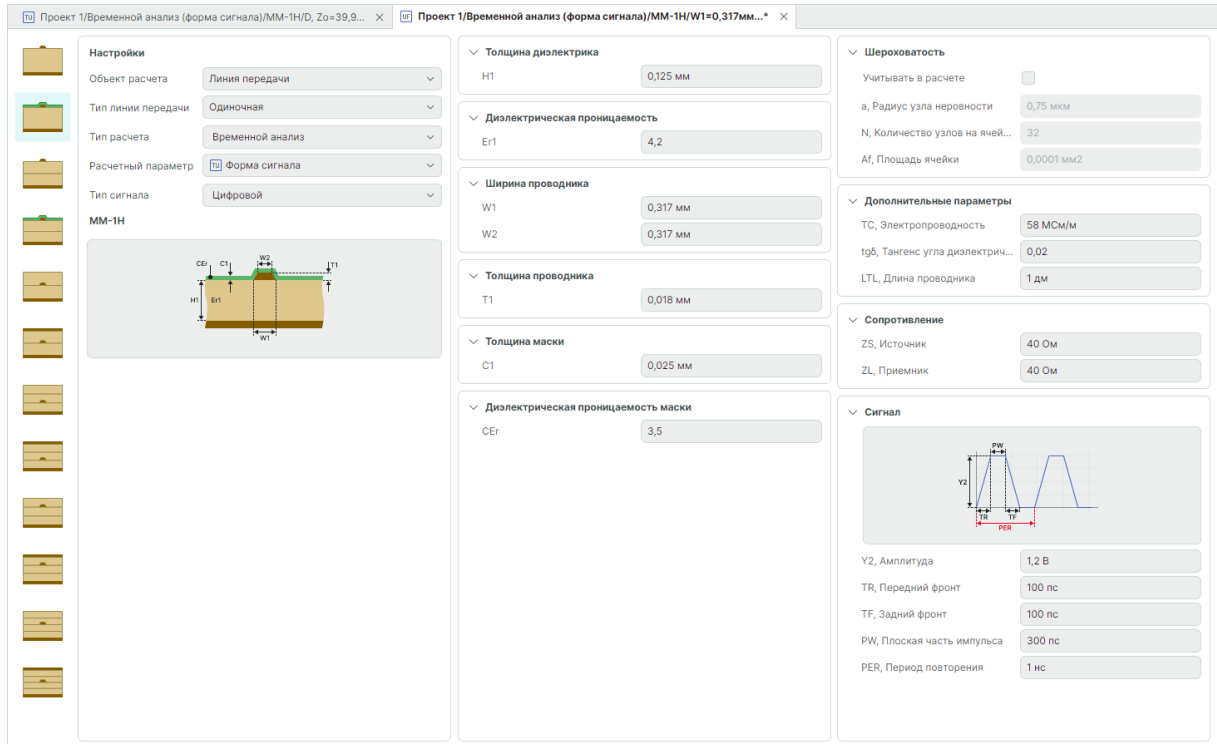 TU Проект 1/Временной анализ (форма сигнала)/MM-1H/D, Zo=39,9...
UF Проект 1/Временной анализ (форма сигнала)/MM-1H/W1=0,317мм...*
Настройки
Объект расчета Линия передачи
Тип линии передачи Одиночная
Тип расчета Временной анализ
Расчетный параметр TU Форма сигнала
Тип сигнала Цифровой
MM-1H
CEr C1 W2 T1
H1 Er1
W1
Толщина диэлектрика
H1 0,125 мм
Диэлектрическая проницаемость
Er1 4,2
Ширина проводника
W1 0,317 мм
W2 0,317 мм
Толщина проводника
T1 0,018 мм
Толщина маски
C1 0,025 мм
Диэлектрическая проницаемость маски
CEr 3,5
Шероховатость
Учитывать в расчете
a, Радиус узла неровности 0,75 мкм
N, Количество узлов на ячей... 32
Af, Площадь ячейки 0,0001 мм2
Дополнительные параметры
TC, Электропроводность 58 МСм/м
tgδ, Тангенс угла диэлектрич... 0,02
LTL, Длина проводника 1 дм
Сопротивление
ZS, Источник 40 Ом
ZL, Приемник 40 Ом
Сигнал
PW
Y2
TR TF
PER
Y2, Амплитуда 1,2 В
TR, Передний фронт 100 пс
TF, Задний фронт 100 пс
PW, Плоская часть импульса 300 пс
PER, Период повторения 1 нс